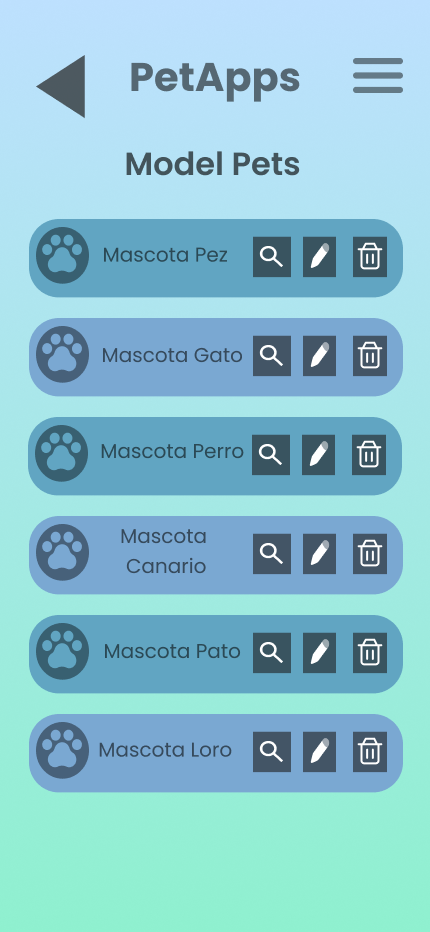 PetApps
Model Pets
Mascota Pez
Mascota Gato
Mascota Perro
Mascota
Canario
Mascota Pato
Mascota Loro